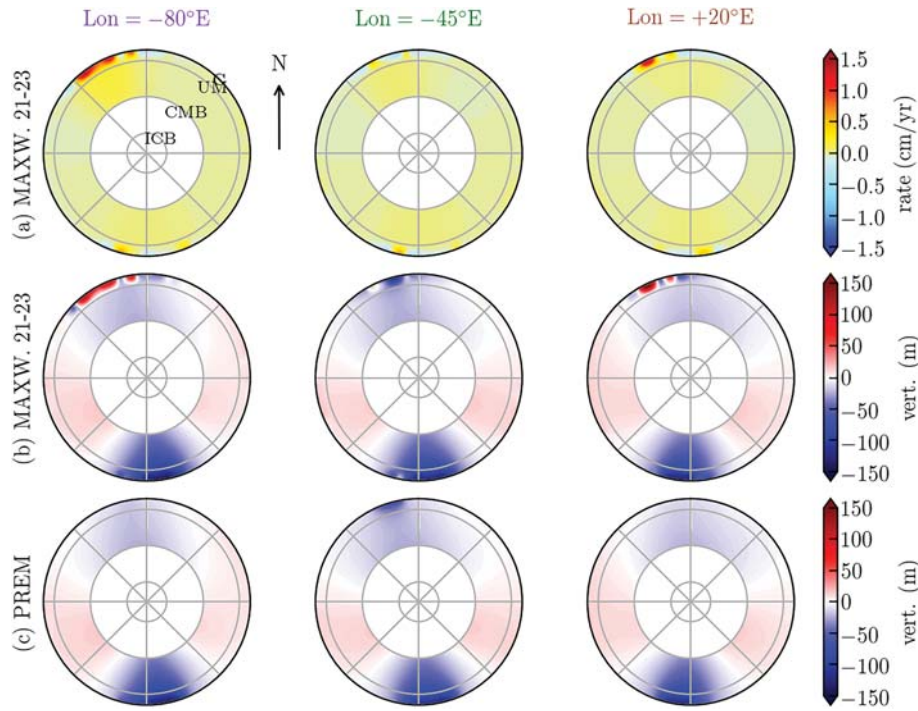 Lon = −80°E
Lon = −45°E
Lon = +20°E
(a) MAXW. 21-23
G
UM
CMB
ICB
N
1.5
1.0
0.5
0.0
−0.5
−1.0
−1.5
rate (cm/yr)
(b) MAXW. 21-23
150
100
50
0
−50
−100
−150
vert. (m)
(c) PREM
150
100
50
0
−50
−100
−150
vert. (m)